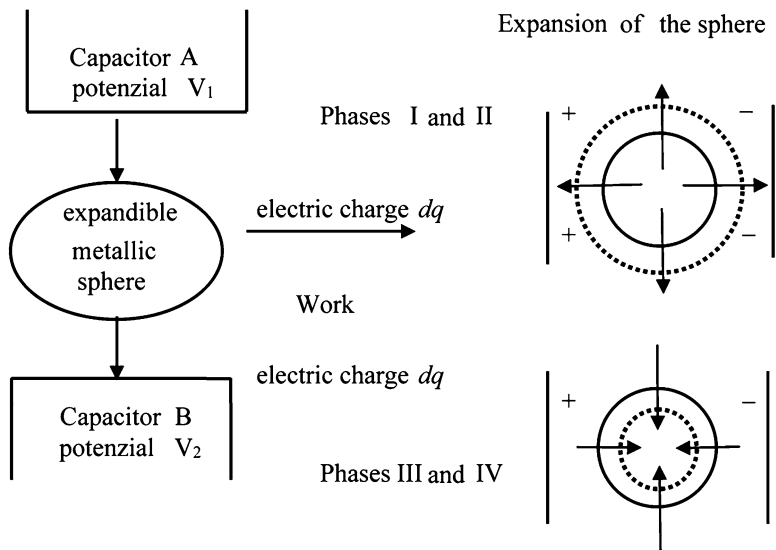 Expansion of the sphere
Capacitor A
potenzial V₁
Phases I and II
+ −
expandible
metallic
sphere
electric charge dq
+ −
Work
electric charge dq
Capacitor B
potenzial V₂
+ −
Phases III and IV